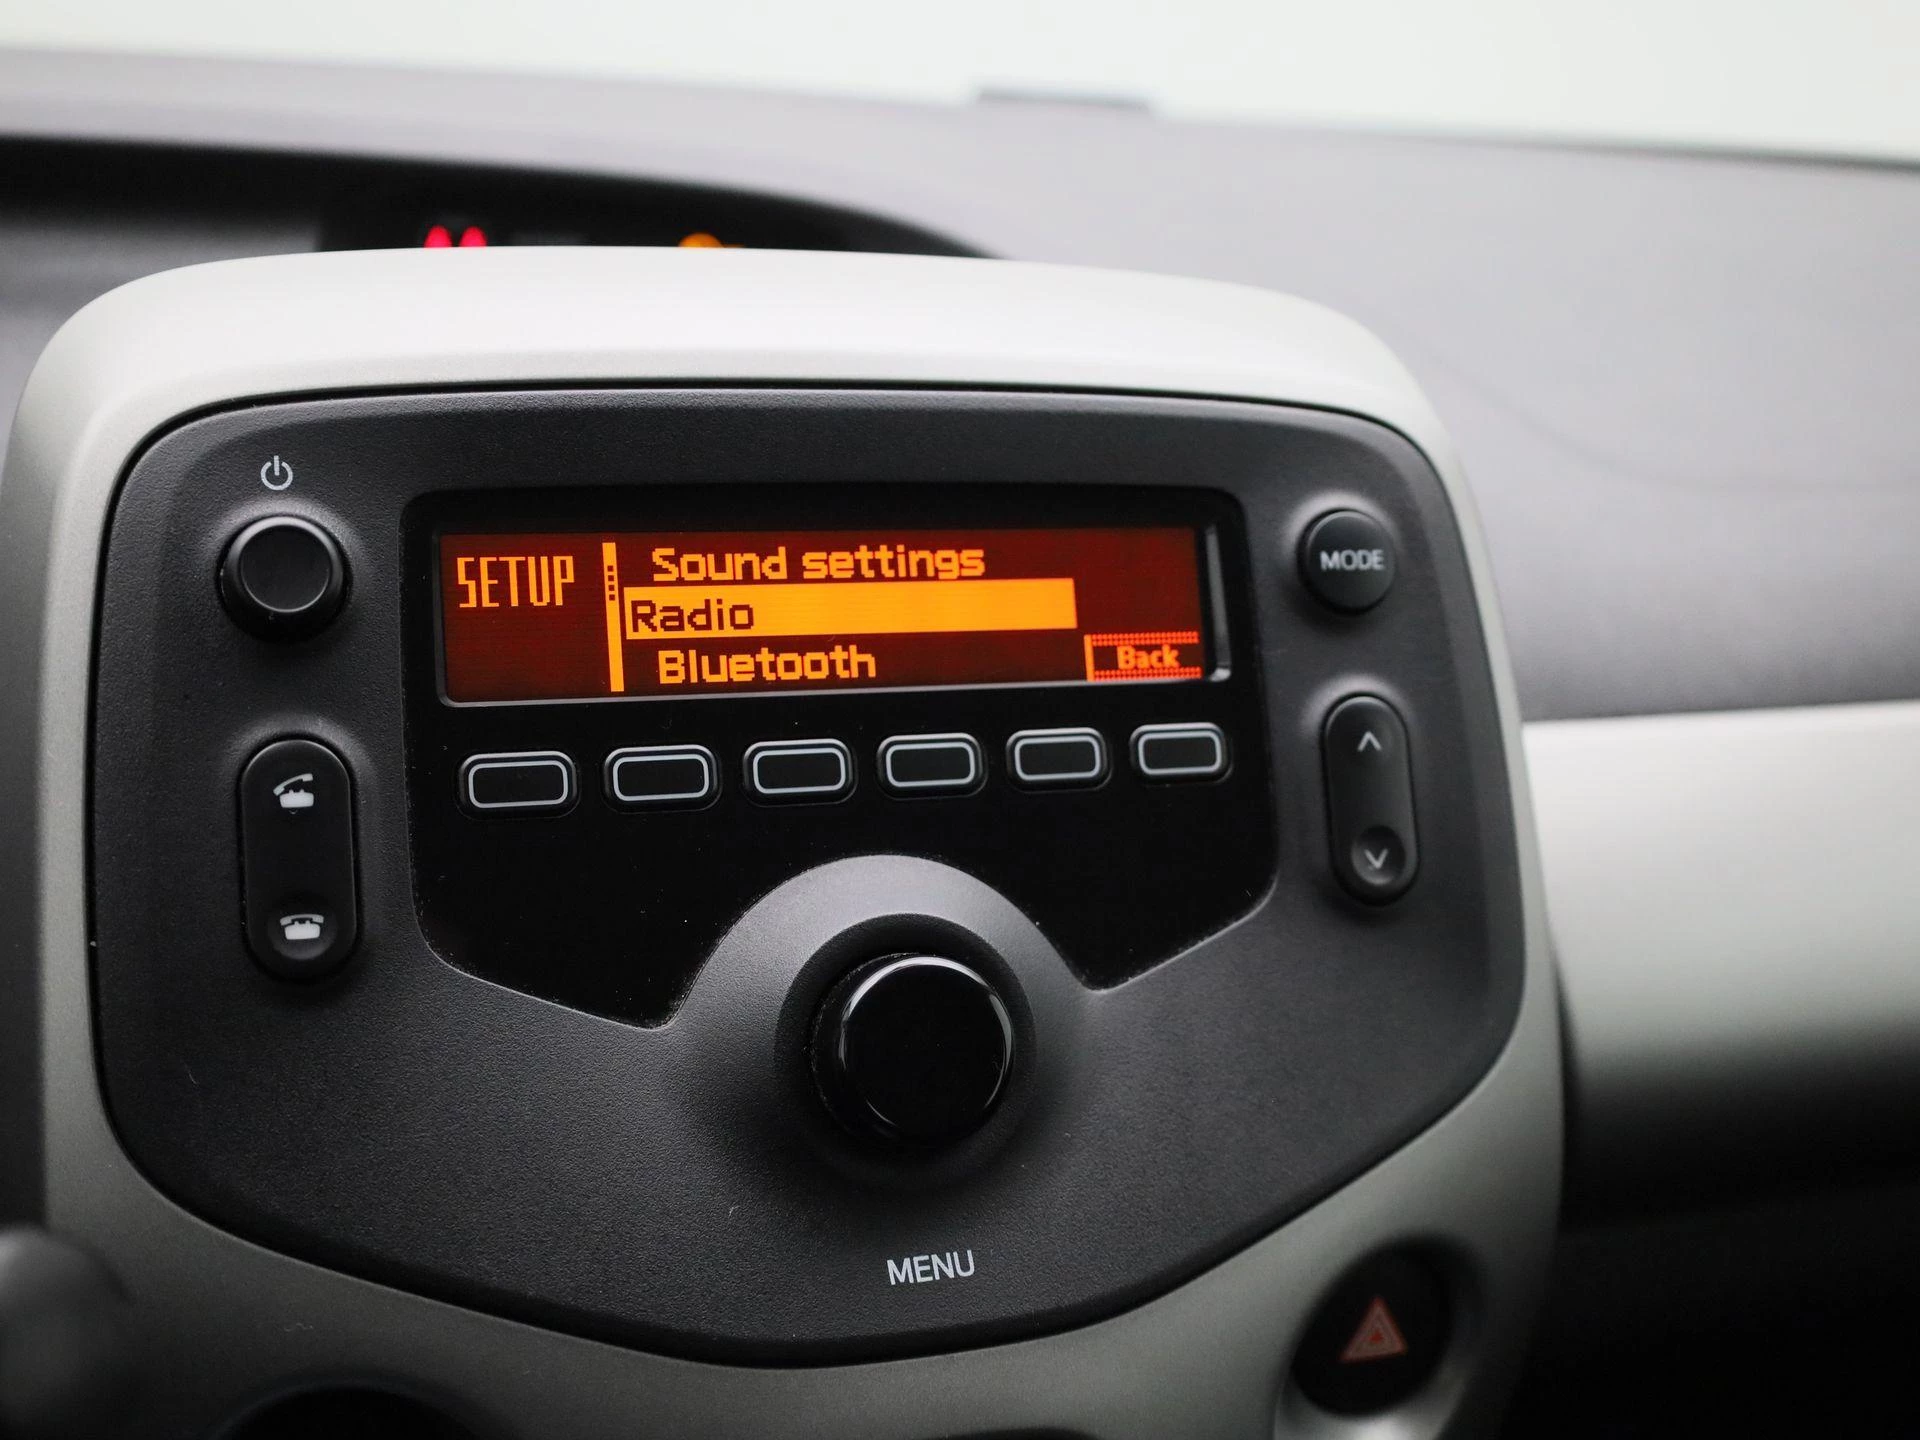 SETUP
Sound settings
Radio
Bluetooth
Back
MODE
MENU